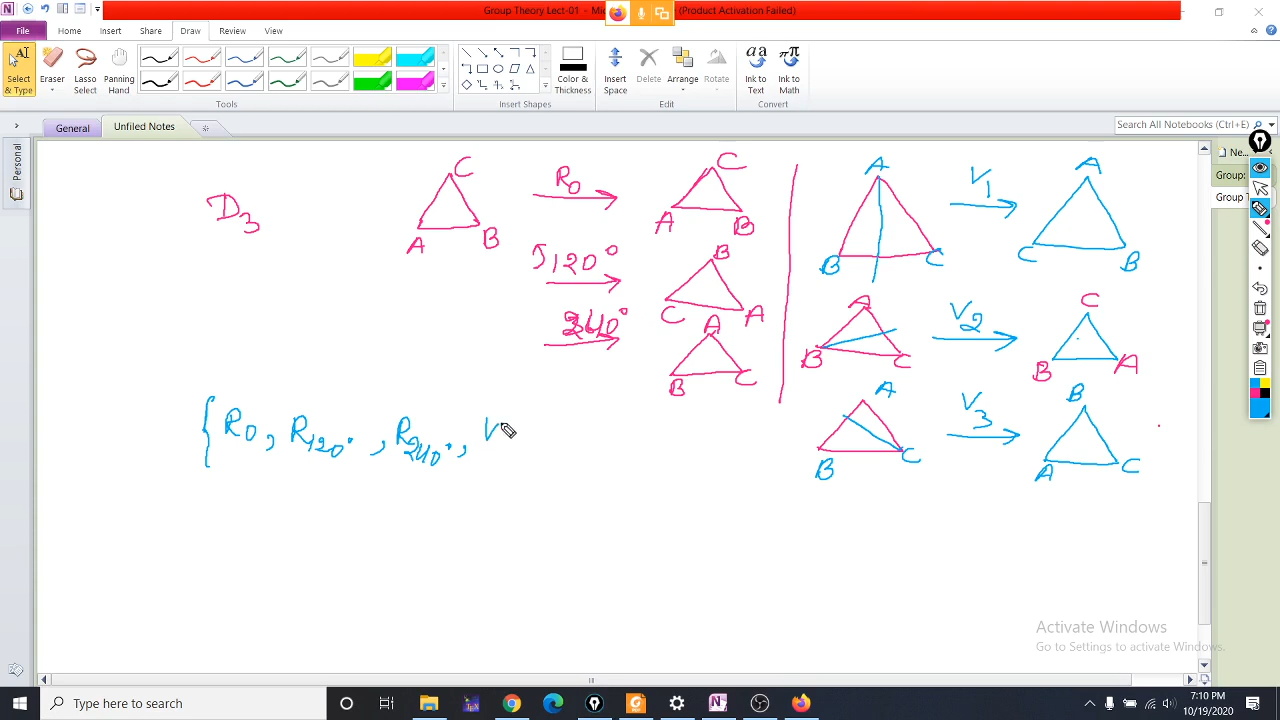 Group Theory Lect-01 - Mi
(Product Activation Failed)
File Home Insert Share Draw Review View
Select & Type
Eraser
Lasso Select
Panning Hand
Color & Thickness
Insert Space
Delete
Arrange
Rotate
Ink to Text
Ink to Math
Tools
Insert Shapes
Edit
Convert
General
Unfiled Notes
Search All Notebooks (Ctrl+E)
Personal
Ne...
Group:
Group T
D3
C
A B
R0
C
A B
120°
B
C A
240°
A
B C
A
B C
V1
A
C B
A
B C
V2
C
B A
A
B C
V3
B
A C
{R0, R120°, R240°, V
Activate Windows
Go to Settings to activate Windows.
Type here to search
7:10 PM
10/19/2020